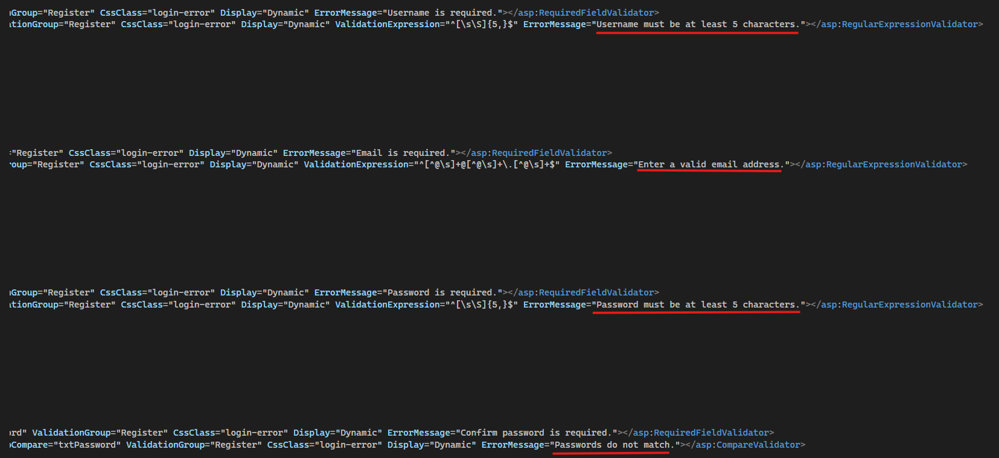 Group="Register" CssClass="login-error" Display="Dynamic" ErrorMessage="Username is required."></asp:RequiredFieldValidator>
ationGroup="Register" CssClass="login-error" Display="Dynamic" ValidationExpression="^[\s\S]{5,}$" ErrorMessage="Username must be at least 5 characters."></asp:RegularExpressionValidator>
="Register" CssClass="login-error" Display="Dynamic" ErrorMessage="Email is required."></asp:RequiredFieldValidator>
roup="Register" CssClass="login-error" Display="Dynamic" ValidationExpression="^[^@\s]+@[^@\s]+\.[^@\s]+$" ErrorMessage="Enter a valid email address."></asp:RegularExpressionValidator>
Group="Register" CssClass="login-error" Display="Dynamic" ErrorMessage="Password is required."></asp:RequiredFieldValidator>
ationGroup="Register" CssClass="login-error" Display="Dynamic" ValidationExpression="^[\s\S]{5,}$" ErrorMessage="Password must be at least 5 characters."></asp:RegularExpressionValidator>
ord" ValidationGroup="Register" CssClass="login-error" Display="Dynamic" ErrorMessage="Confirm password is required."></asp:RequiredFieldValidator>
oCompare="txtPassword" ValidationGroup="Register" CssClass="login-error" Display="Dynamic" ErrorMessage="Passwords do not match."></asp:CompareValidator>